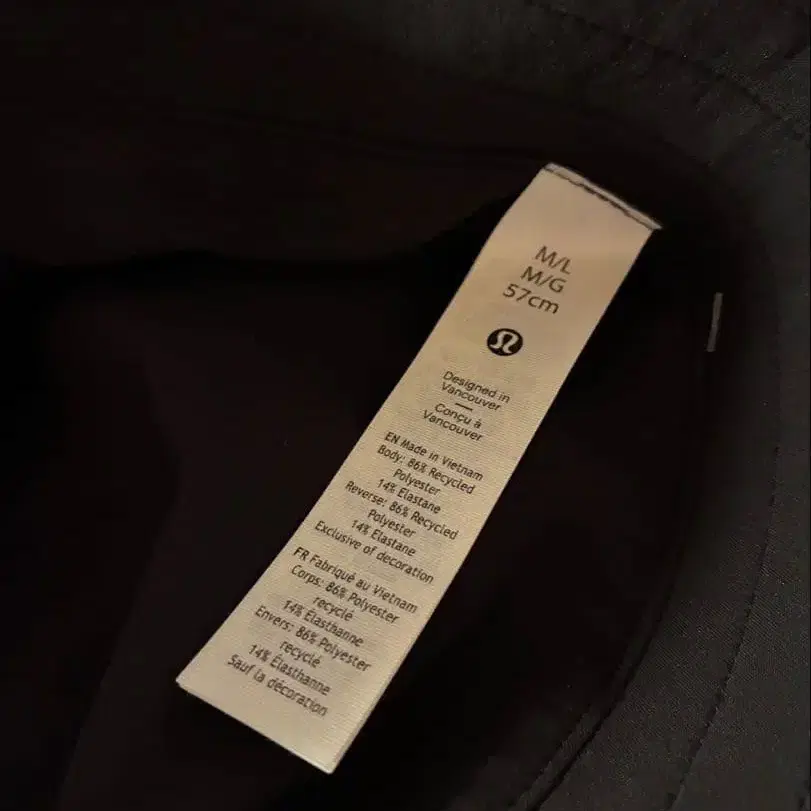 M/L
M/G
57cm
Designed in
Vancouver
Conçu à
Vancouver
EN Made in Vietnam
Body: 86% Recycled
Polyester
14% Elastane
Reverse: 86% Recycled
Polyester
14% Elastane
Exclusive of decoration
FR Fabriqué au Vietnam
Corps: 86% Polyester
recyclé
14% Élasthanne
Envers: 86% Polyester
recyclé
14% Élasthanne
Sauf la décoration